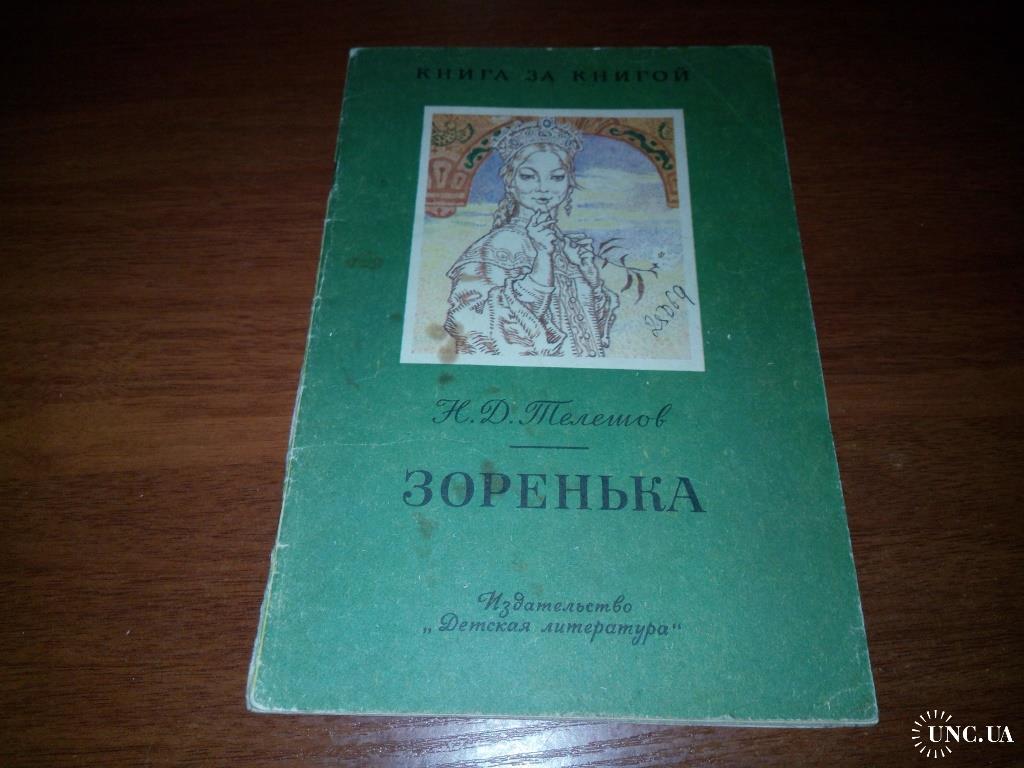 КНИГА ЗА КНИГОЙ
Н. Д. Телешов
ЗОРЕНЬКА
Издательство
„Детская литература"
UNC.UA